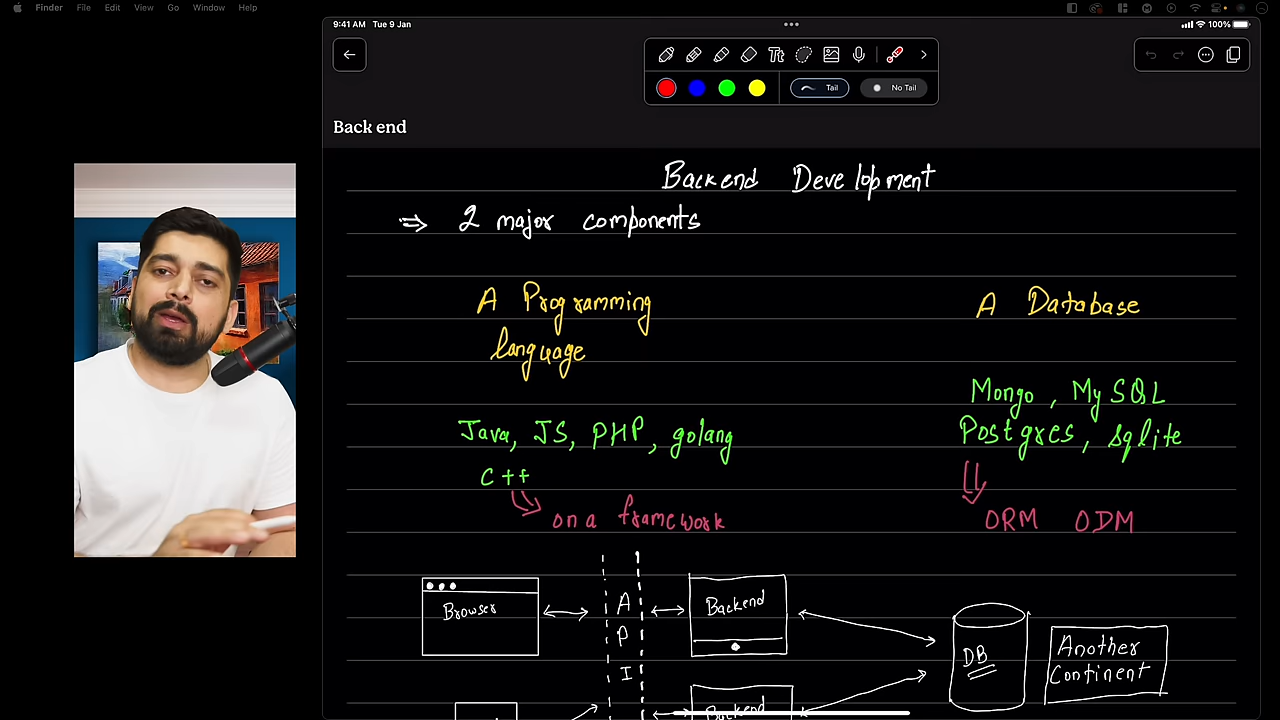 Finder File Edit View Go Window Help
9:41 AM Tue 9 Jan
100%
Tt
Tail
No Tail
Back end
Backend Development
⇒ 2 major components
A Programming
language
A Database
Java, JS, PHP, golang
C++
on a framework
Mongo, MySQL
Postgres, sqlite
ORM ODM
Browser
A
P
I
Backend
DB
Another
Continent
Backend